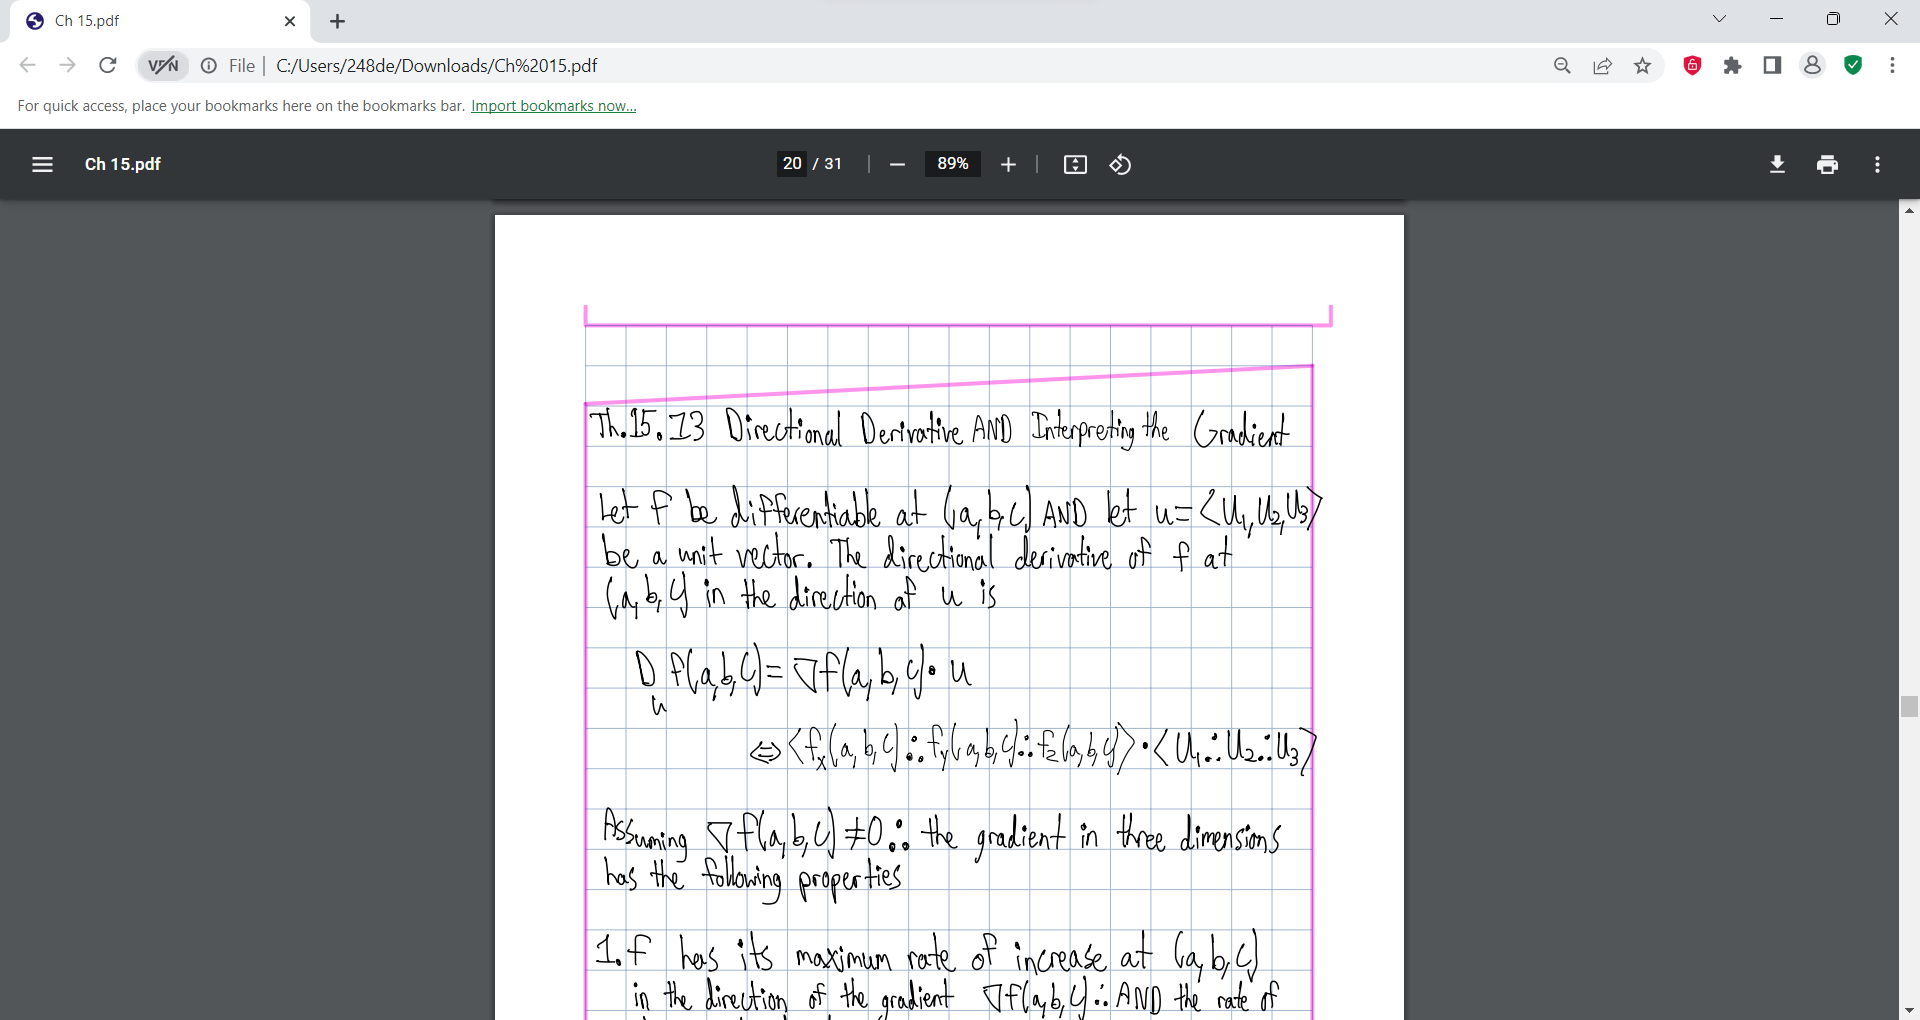 Ch 15.pdf
VPN File C:/Users/248de/Downloads/Ch%2015.pdf
For quick access, place your bookmarks here on the bookmarks bar. Import bookmarks now...
Ch 15.pdf 20 / 31 89%
Th.15.13 Directional Derivative AND Interpreting the Gradient
Let f be differentiable at (a,b,c) AND let u=〈u₁,u₂,u₃〉
be a unit vector. The directional derivative of f at
(a,b,c) in the direction of u is
D f(a,b,c)= ∇f(a,b,c)• u
u
⇔〈fₓ(a,b,c)∴fᵧ(a,b,c)∴f_z(a,b,c)〉•〈u₁∴u₂∴u₃〉
Assuming ∇f(a,b,c)≠0∴ the gradient in three dimensions
has the following properties
1.f has its maximum rate of increase at (a,b,c)
in the direction of the gradient ∇f(a,b,c)∴ AND the rate of